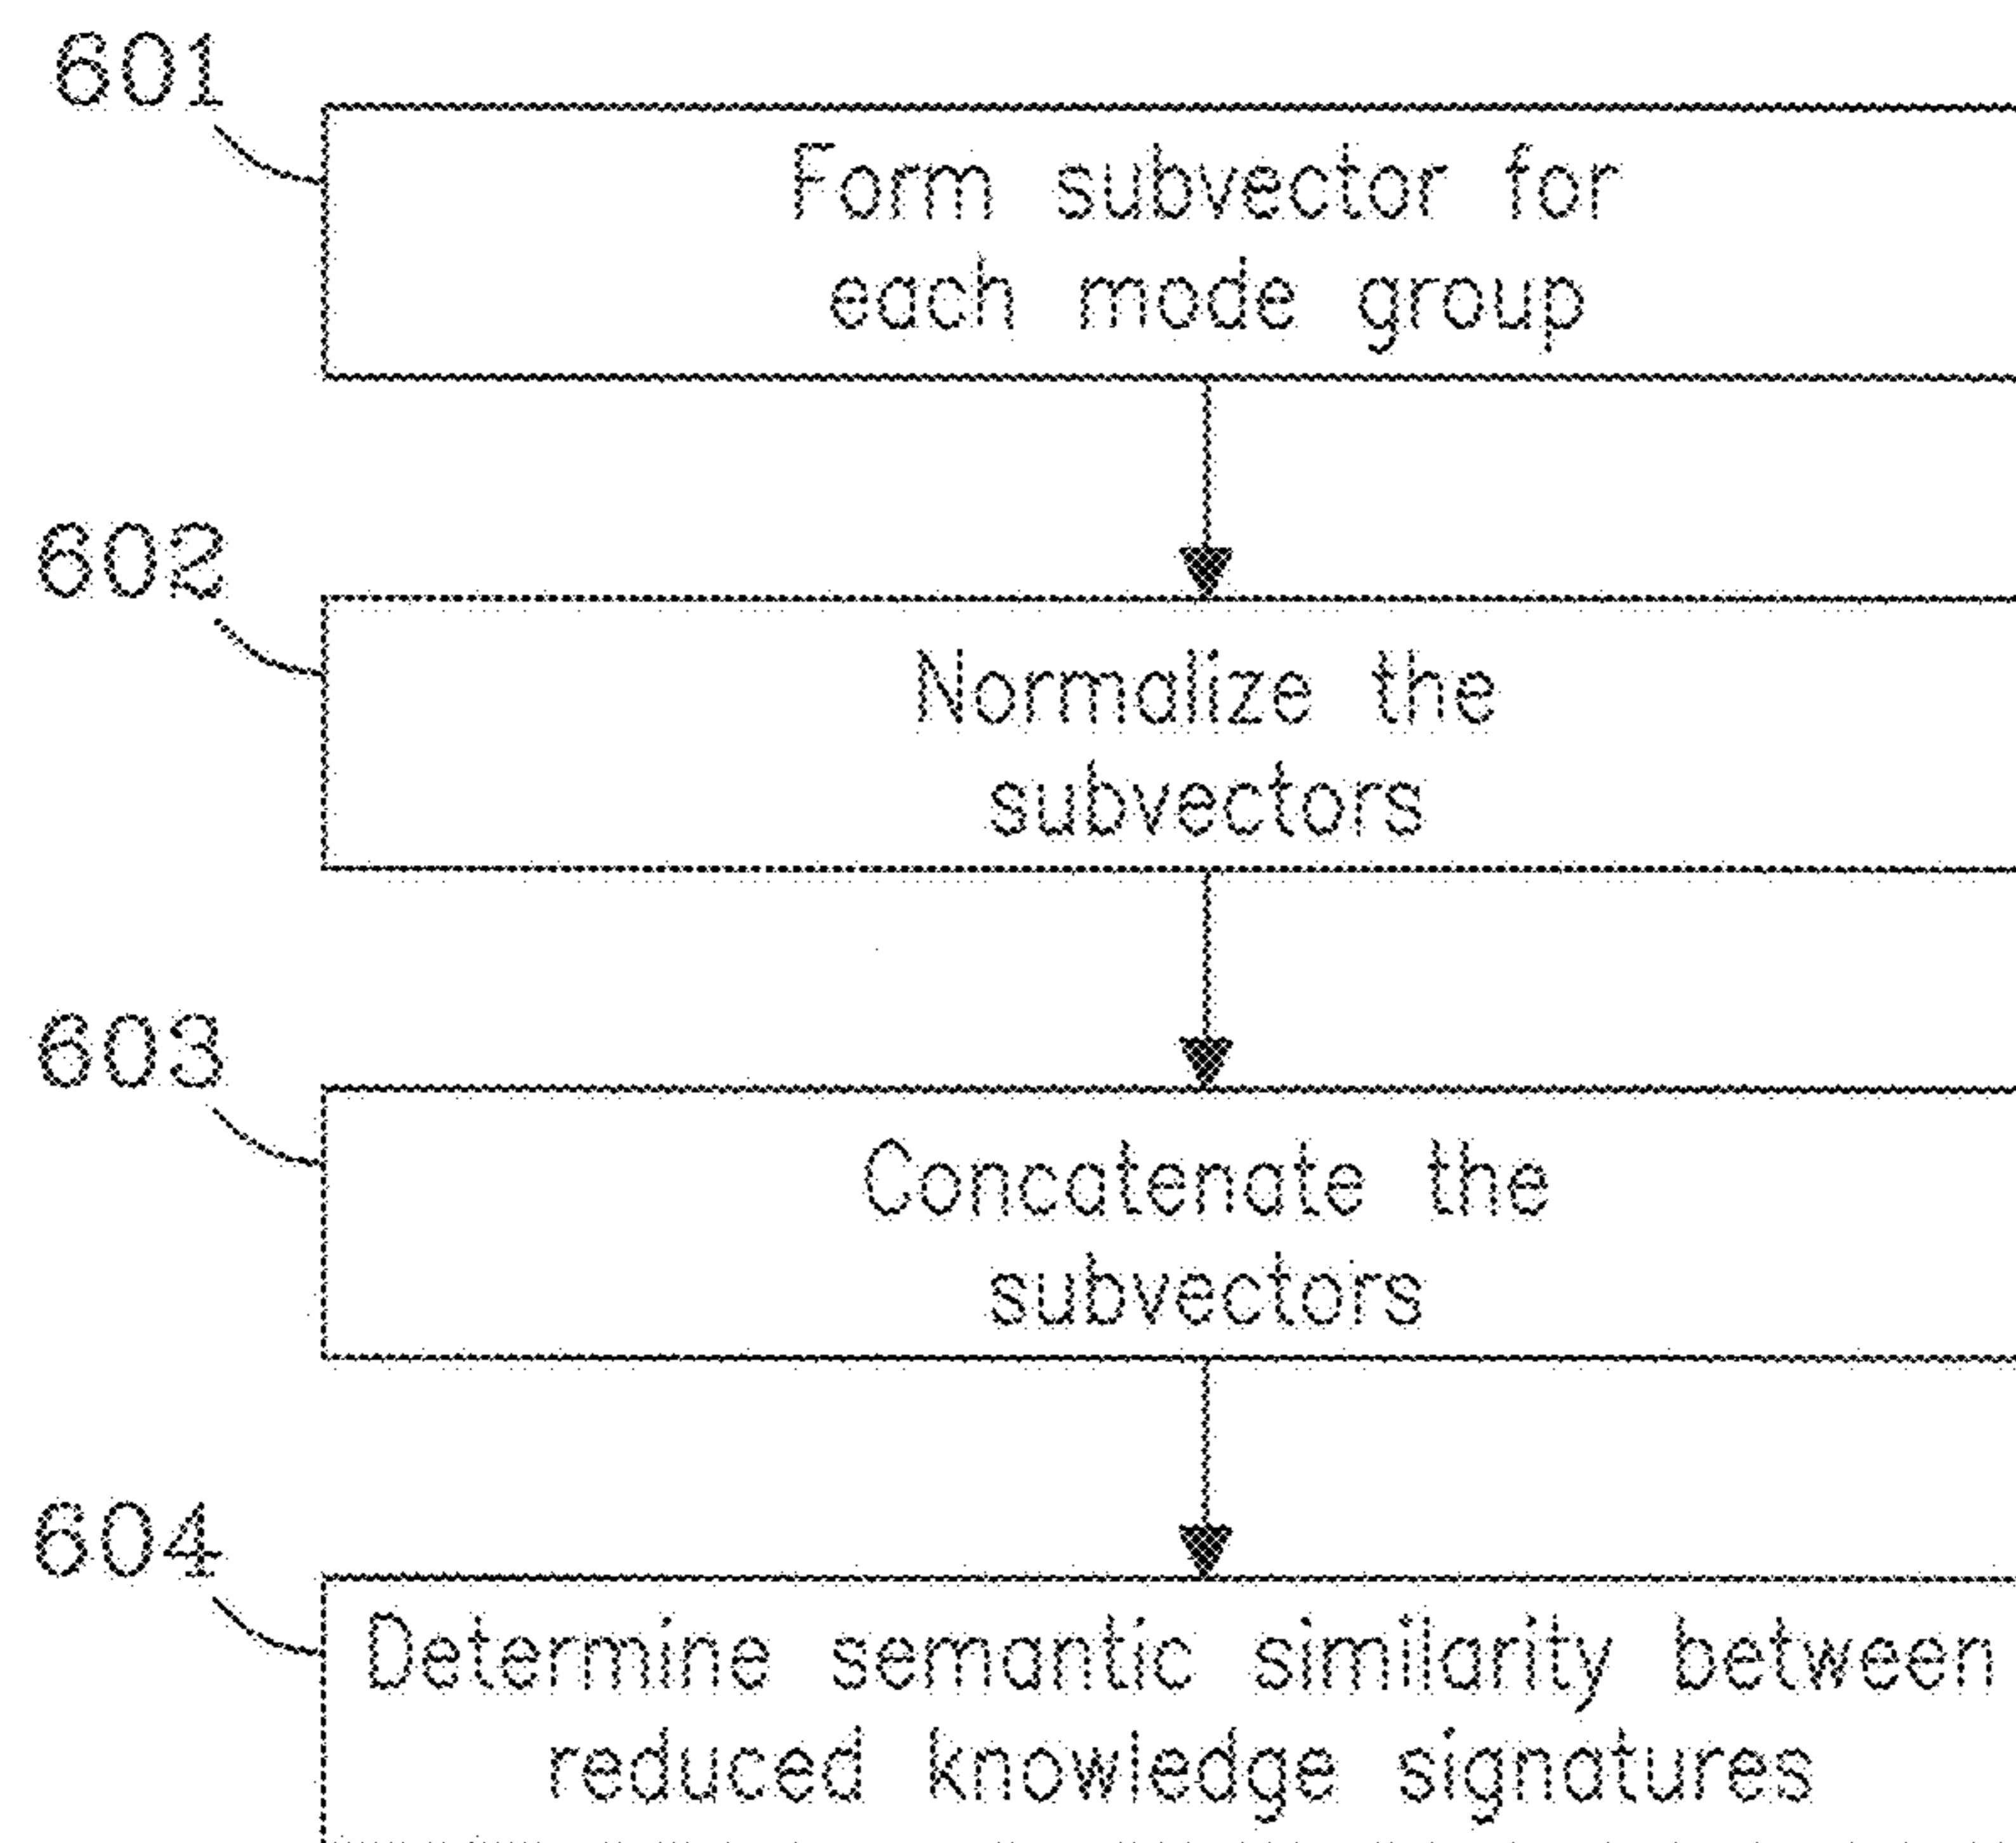 601
Form subvector for
each mode group
602
Normalize the
subvectors
603
Concatenate the
subvectors
604
Determine semantic similarity between
reduced knowledge signatures